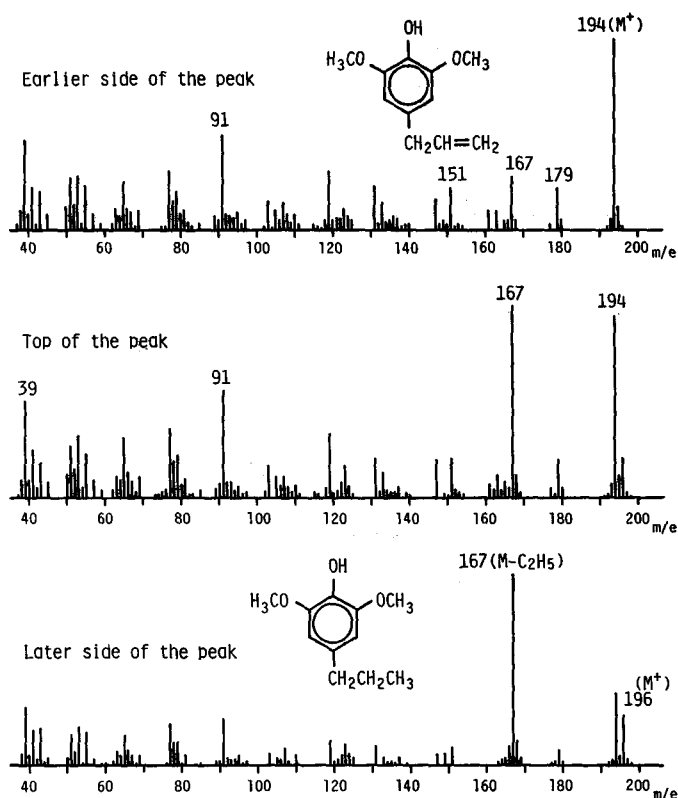 OH
194(M+)
H3CO
OCH3
Earlier side of the peak
91
CH2CH=CH2
151
167
179
40 60 80 100 120 140 160 180 200 m/e
167
194
Top of the peak
39
91
40 60 80 100 120 140 160 180 200 m/e
167(M-C2H5)
OH
H3CO
OCH3
Later side of the peak
CH2CH2CH3
(M+)
196
40 60 80 100 120 140 160 180 200 m/e